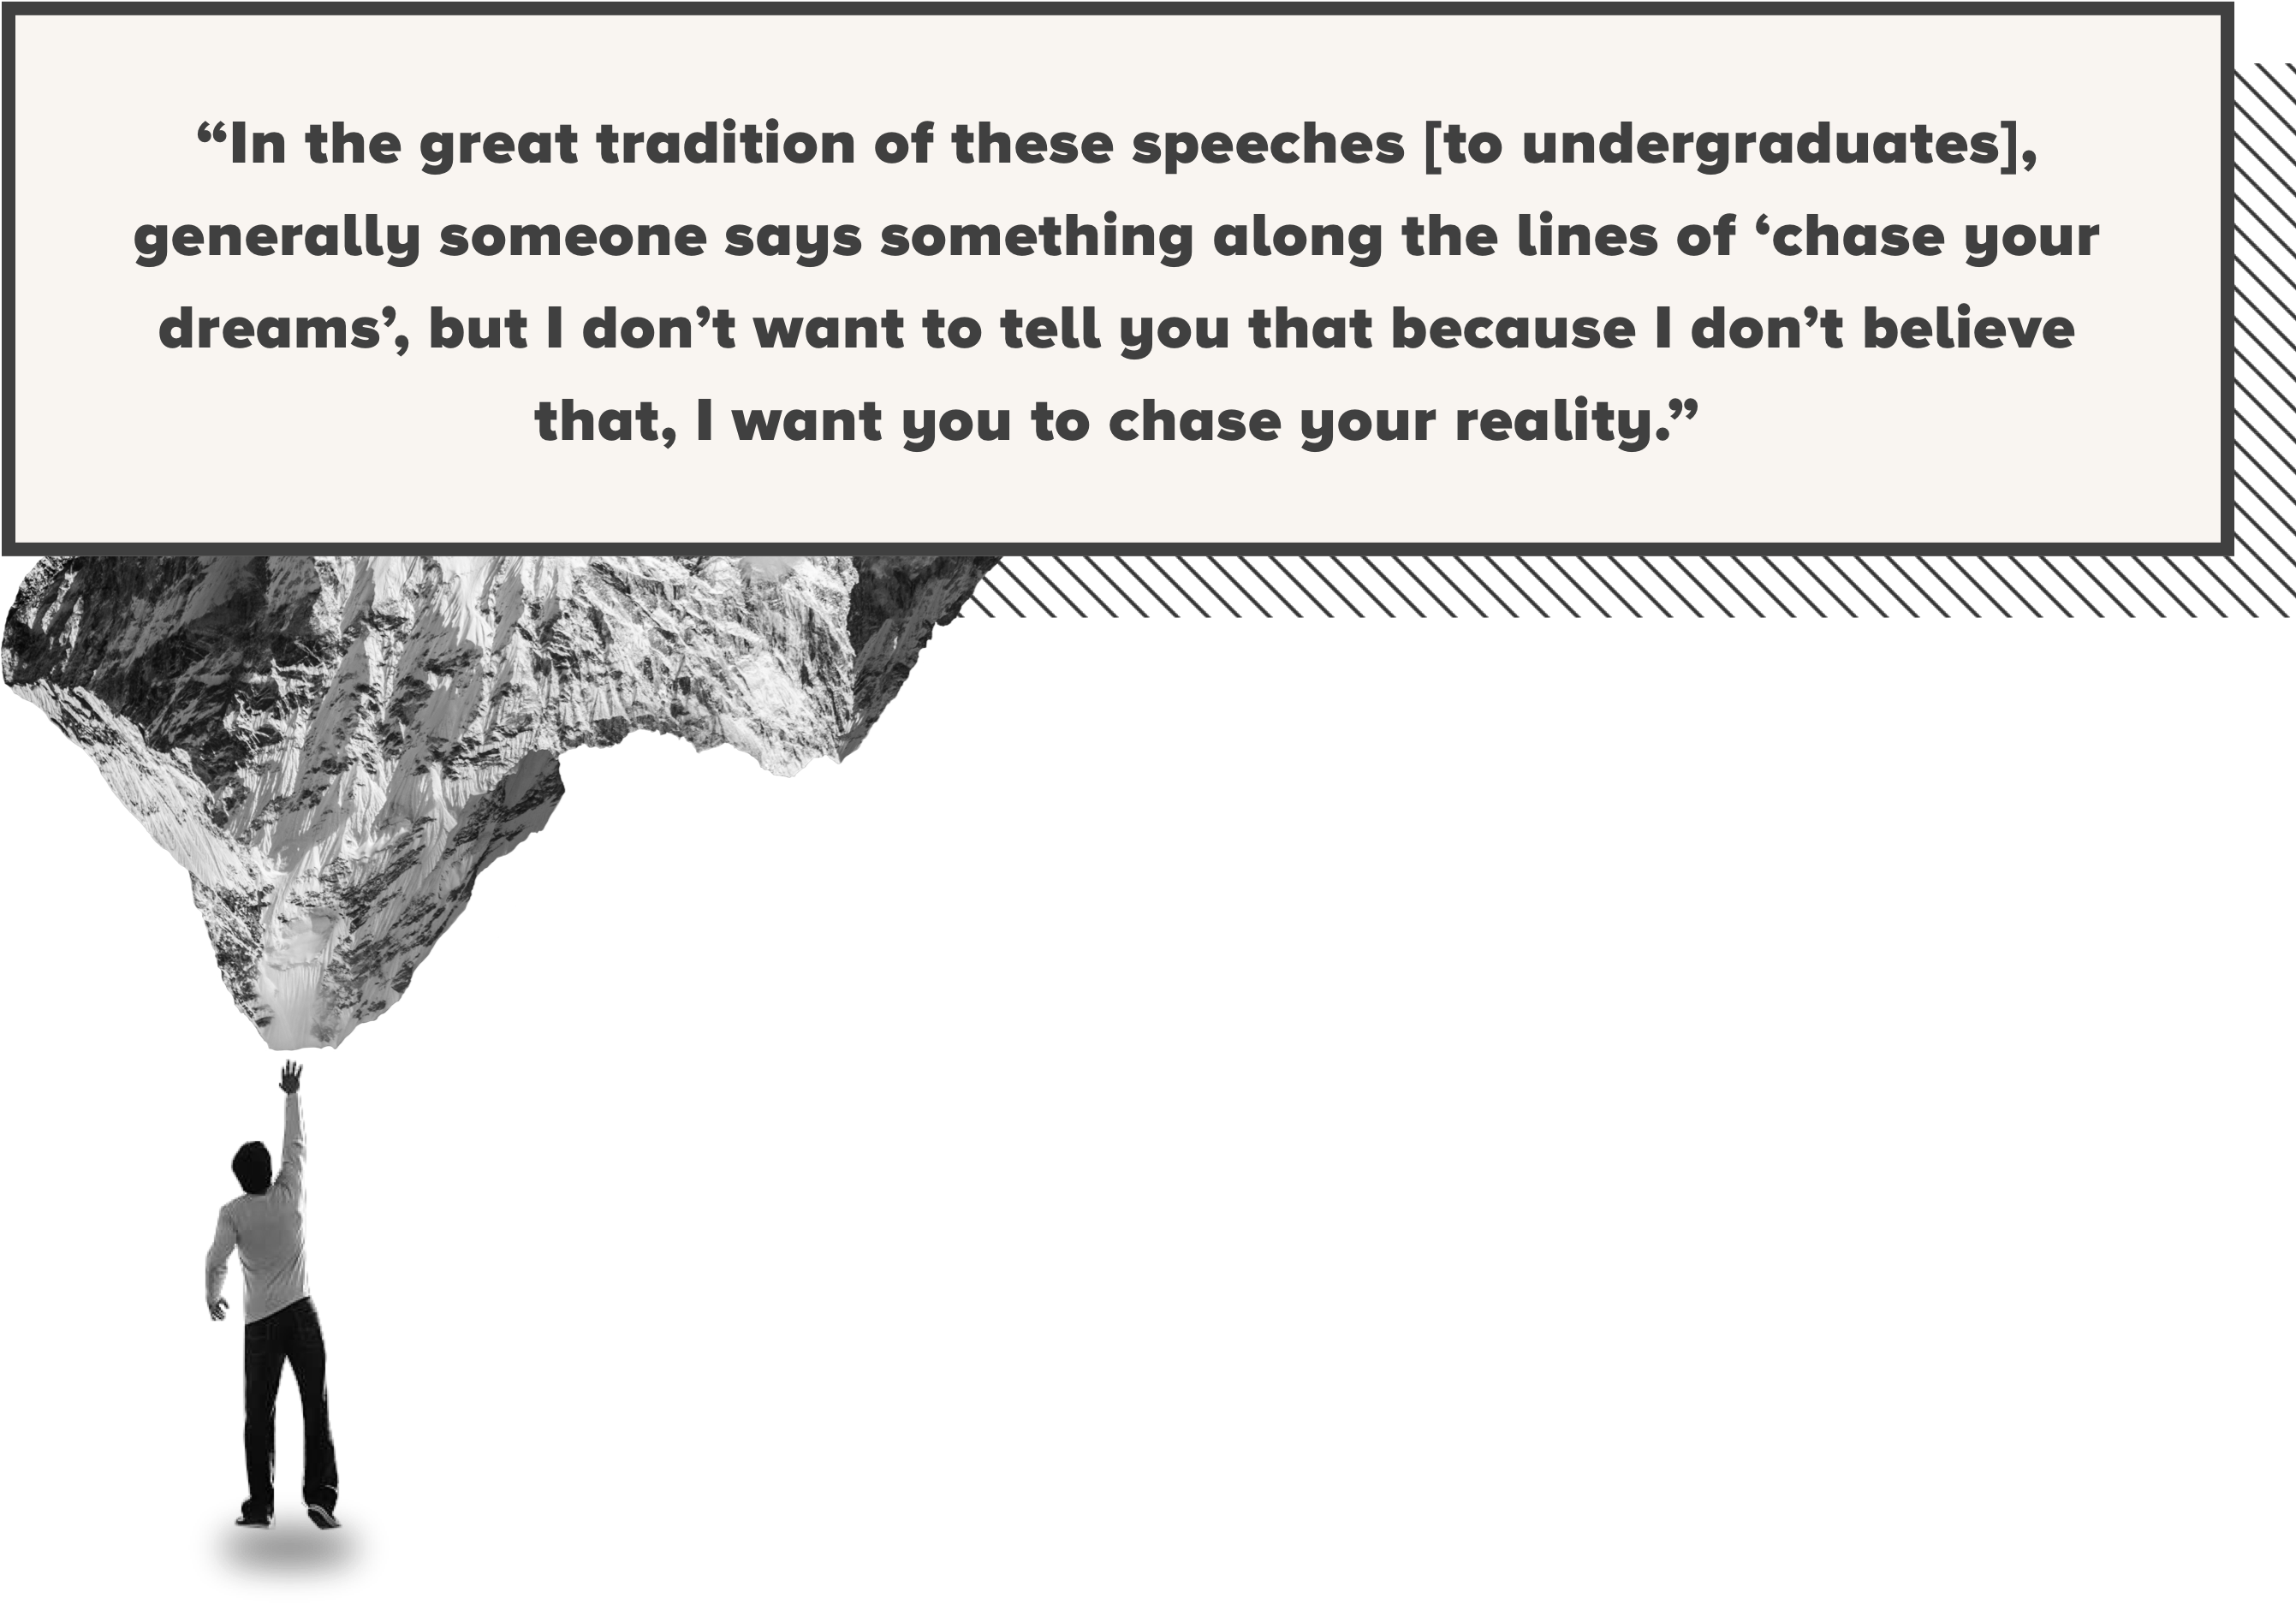 “In the great tradition of these speeches [to undergraduates],
generally someone says something along the lines of ‘chase your
dreams’, but I don’t want to tell you that because I don’t believe
that, I want you to chase your reality.”